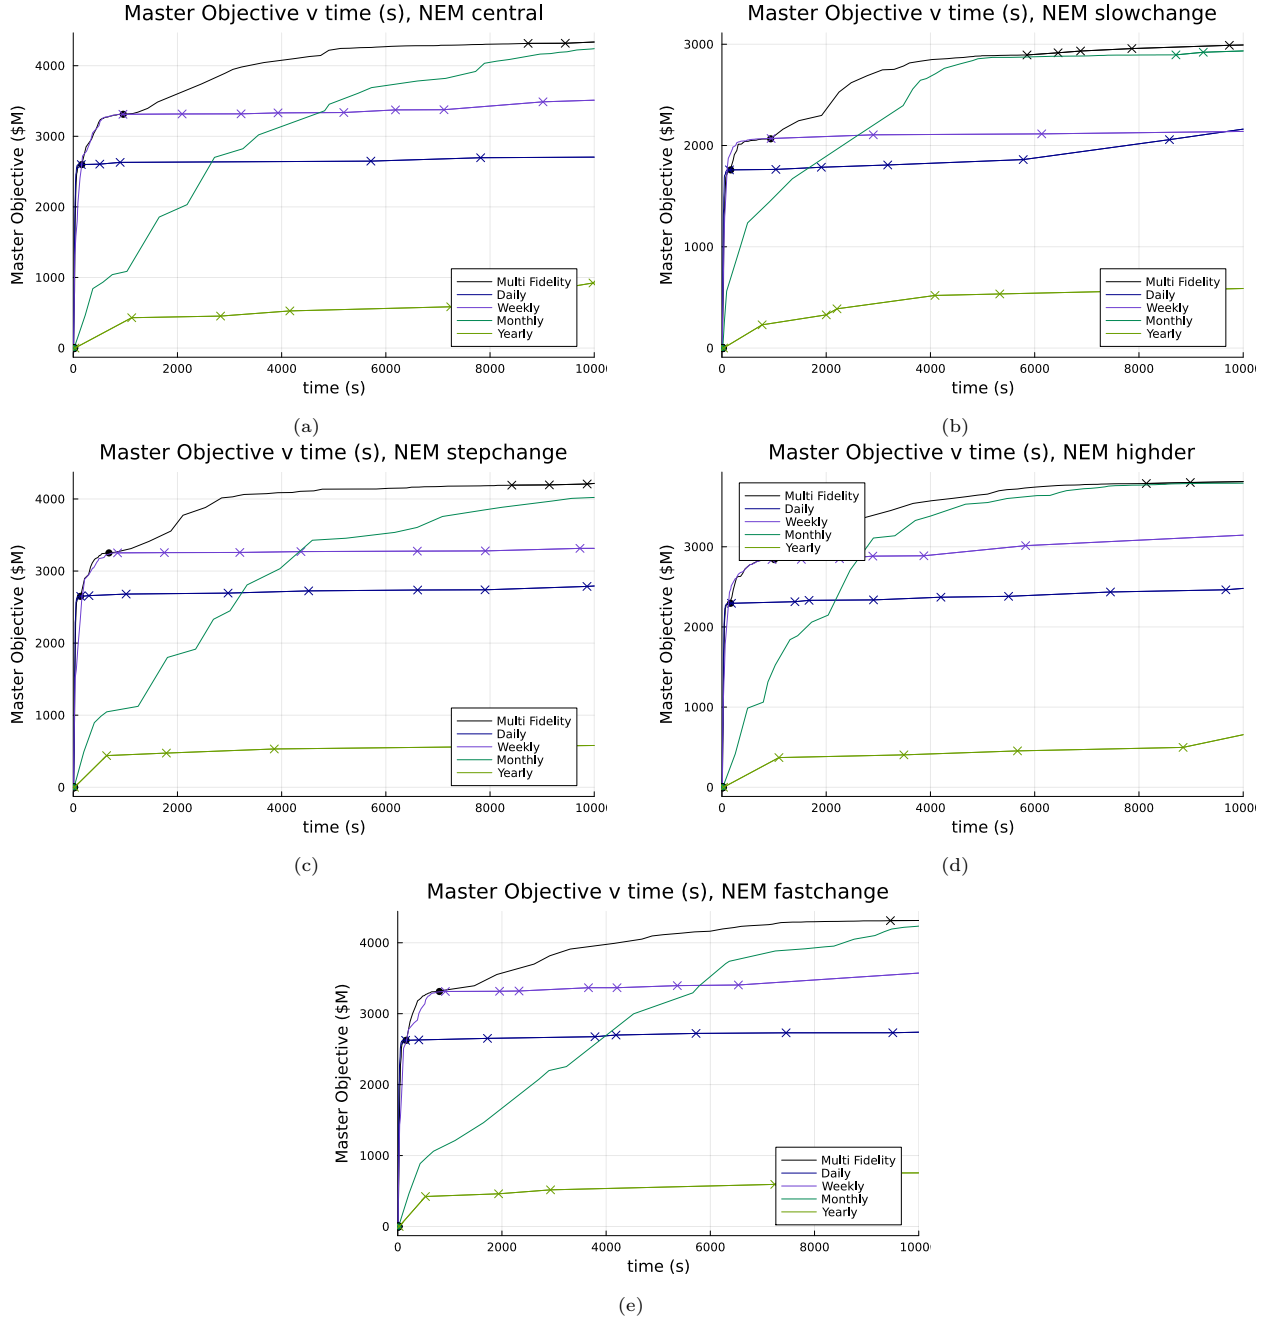 Master Objective v time (s), NEM central
Master Objective ($M)
4000
3000
2000
1000
0
0 2000 4000 6000 8000 1000
time (s)
Multi Fidelity
Daily
Weekly
Monthly
Yearly
(a)
Master Objective v time (s), NEM slowchange
Master Objective ($M)
3000
2000
1000
0
0 2000 4000 6000 8000 1000
time (s)
Multi Fidelity
Daily
Weekly
Monthly
Yearly
(b)
Master Objective v time (s), NEM stepchange
Master Objective ($M)
4000
3000
2000
1000
0
0 2000 4000 6000 8000 1000
time (s)
Multi Fidelity
Daily
Weekly
Monthly
Yearly
(c)
Master Objective v time (s), NEM highder
Master Objective ($M)
3000
2000
1000
0
0 2000 4000 6000 8000 1000
time (s)
Multi Fidelity
Daily
Weekly
Monthly
Yearly
(d)
Master Objective v time (s), NEM fastchange
Master Objective ($M)
4000
3000
2000
1000
0
0 2000 4000 6000 8000 1000
time (s)
Multi Fidelity
Daily
Weekly
Monthly
Yearly
(e)